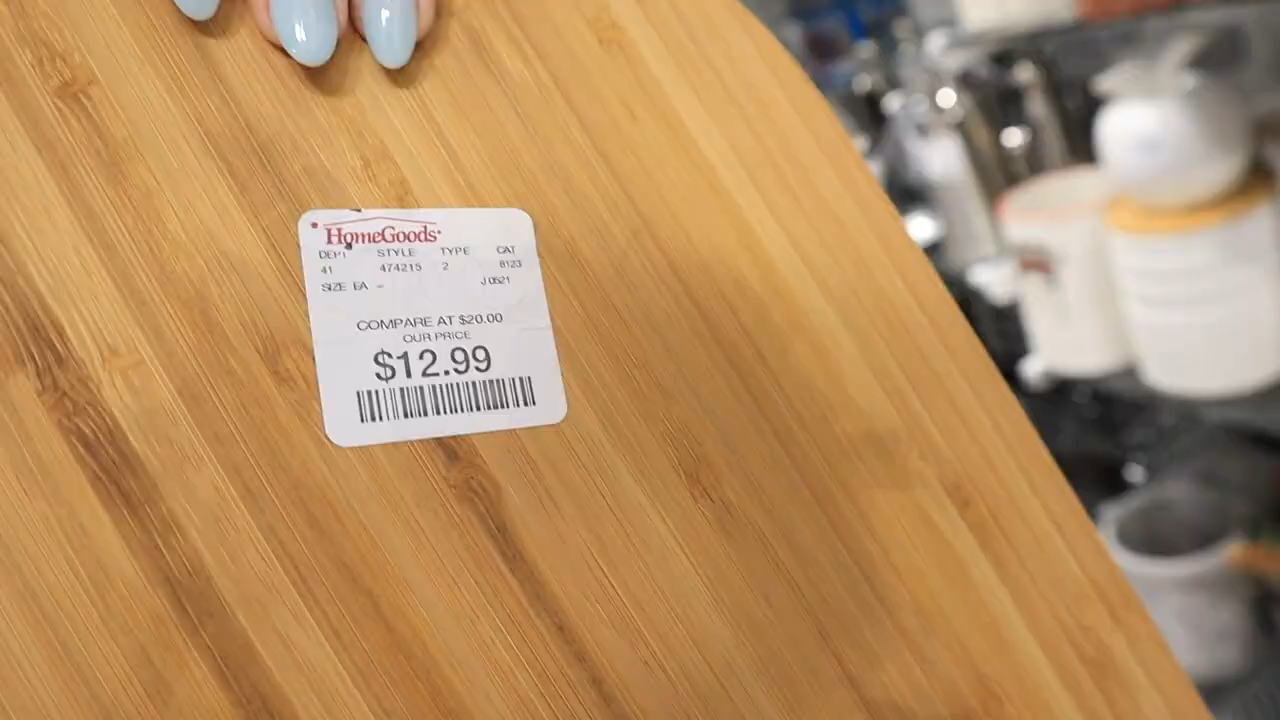 HomeGoods
DEPT STYLE TYPE CAT
41 474215 2 8123
SIZE EA - J0521
COMPARE AT $20.00
OUR PRICE
$12.99